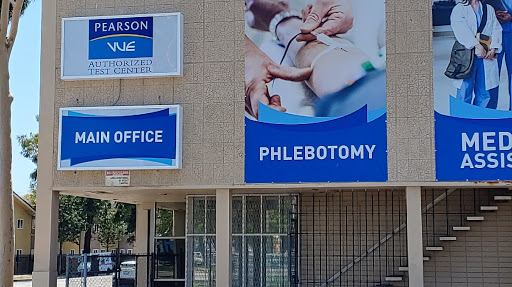 PEARSON
VUE
AUTHORIZED
TEST CENTER
MAIN OFFICE
PHLEBOTOMY
MED
ASSIS